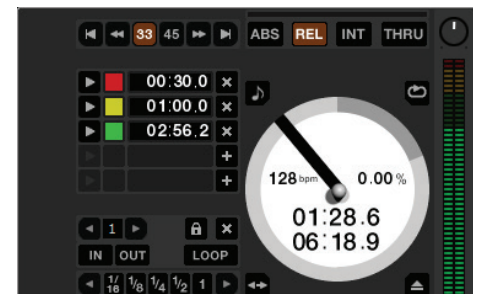 33 45 ABS REL INT THRU
00:30.0
01:00.0
02:56.2
128 bpm 0.00 %
01:28.6
06:18.9
1
IN OUT LOOP
1/16 1/8 1/4 1/2 1